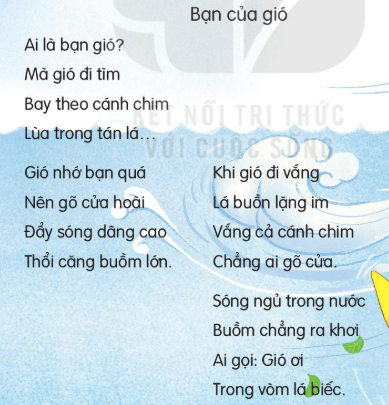 Bạn của gió
Ai là bạn gió?
Mà gió đi tìm
Bay theo cánh chim
Lùa trong tán lá…
KẾT NỐI TRI THỨC
VỚI CUỘC SỐNG
Gió nhớ bạn quá
Nên gõ cửa hoài
Đẩy sóng dâng cao
Thổi căng buồm lớn.
Khi gió đi vắng
Lá buồn lặng im
Vắng cả cánh chim
Chẳng ai gõ cửa.
Sóng ngủ trong nước
Buồm chẳng ra khơi
Ai gọi: Gió ơi
Trong vòm lá biếc.